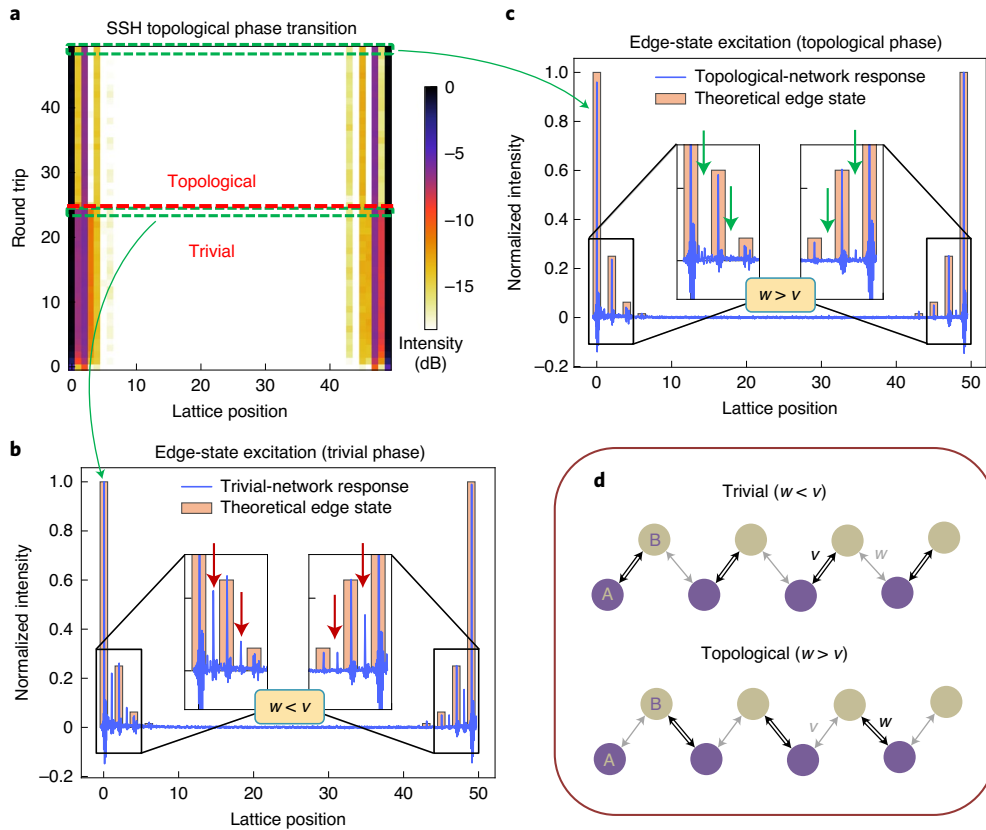 a
SSH topological phase transition
Round trip
40
30
20
10
0
Topological
Trivial
0
–5
–10
–15
Intensity
(dB)
0 10 20 30 40
Lattice position
c
Edge-state excitation (topological phase)
Normalized intensity
1.0
0.8
0.6
0.4
0.2
0
–0.2
Topological-network response
Theoretical edge state
w > v
0 10 20 30 40 50
Lattice position
b
Edge-state excitation (trivial phase)
Normalized intensity
1.0
0.8
0.6
0.4
0.2
0
–0.2
Trivial-network response
Theoretical edge state
w < v
0 10 20 30 40 50
Lattice position
d
Trivial (w < v)
B
v
w
A
Topological (w > v)
B
v
w
A